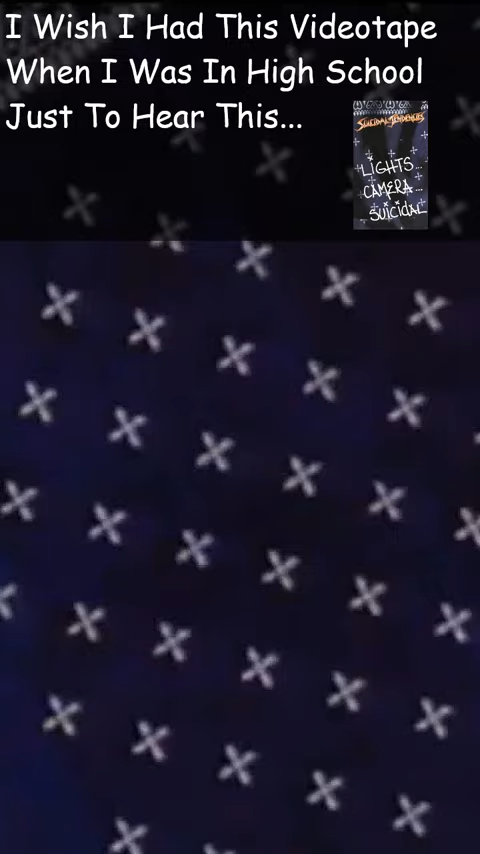 I Wish I Had This Videotape
When I Was In High School
Just To Hear This...
SUICIDAL TENDENCIES
LiGHTS...
CAMERA...
SUiCiDAL